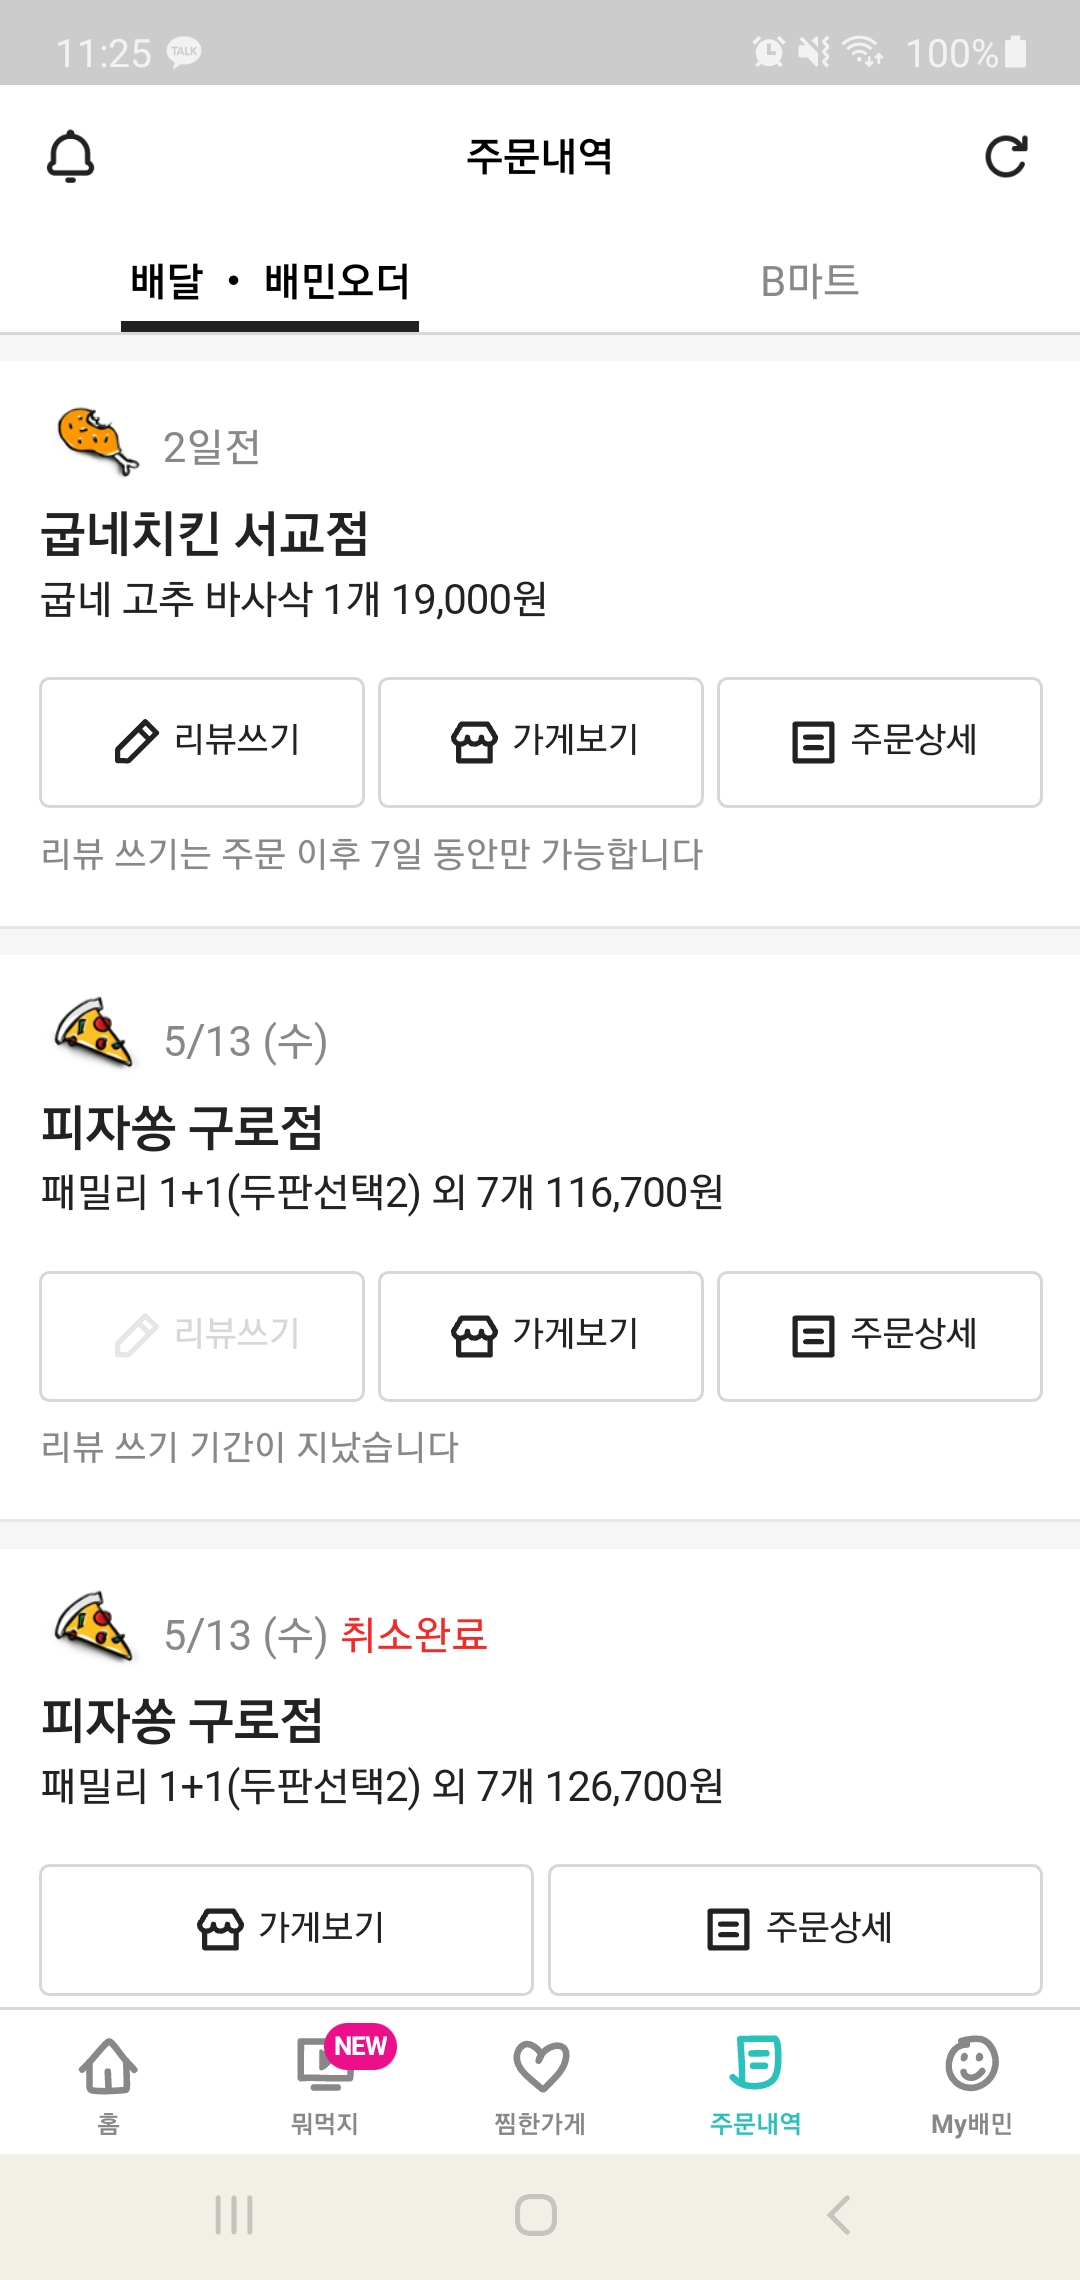 11:25 TALK 100%
주문내역
배달 • 배민오더 B마트
2일전
굽네치킨 서교점
굽네 고추 바사삭 1개 19,000원
리뷰쓰기 가게보기 주문상세
리뷰 쓰기는 주문 이후 7일 동안만 가능합니다
5/13 (수)
피자쏭 구로점
패밀리 1+1(두판선택2) 외 7개 116,700원
리뷰쓰기 가게보기 주문상세
리뷰 쓰기 기간이 지났습니다
5/13 (수) 취소완료
피자쏭 구로점
패밀리 1+1(두판선택2) 외 7개 126,700원
가게보기 주문상세
NEW
홈 뭐먹지 찜한가게 주문내역 My배민